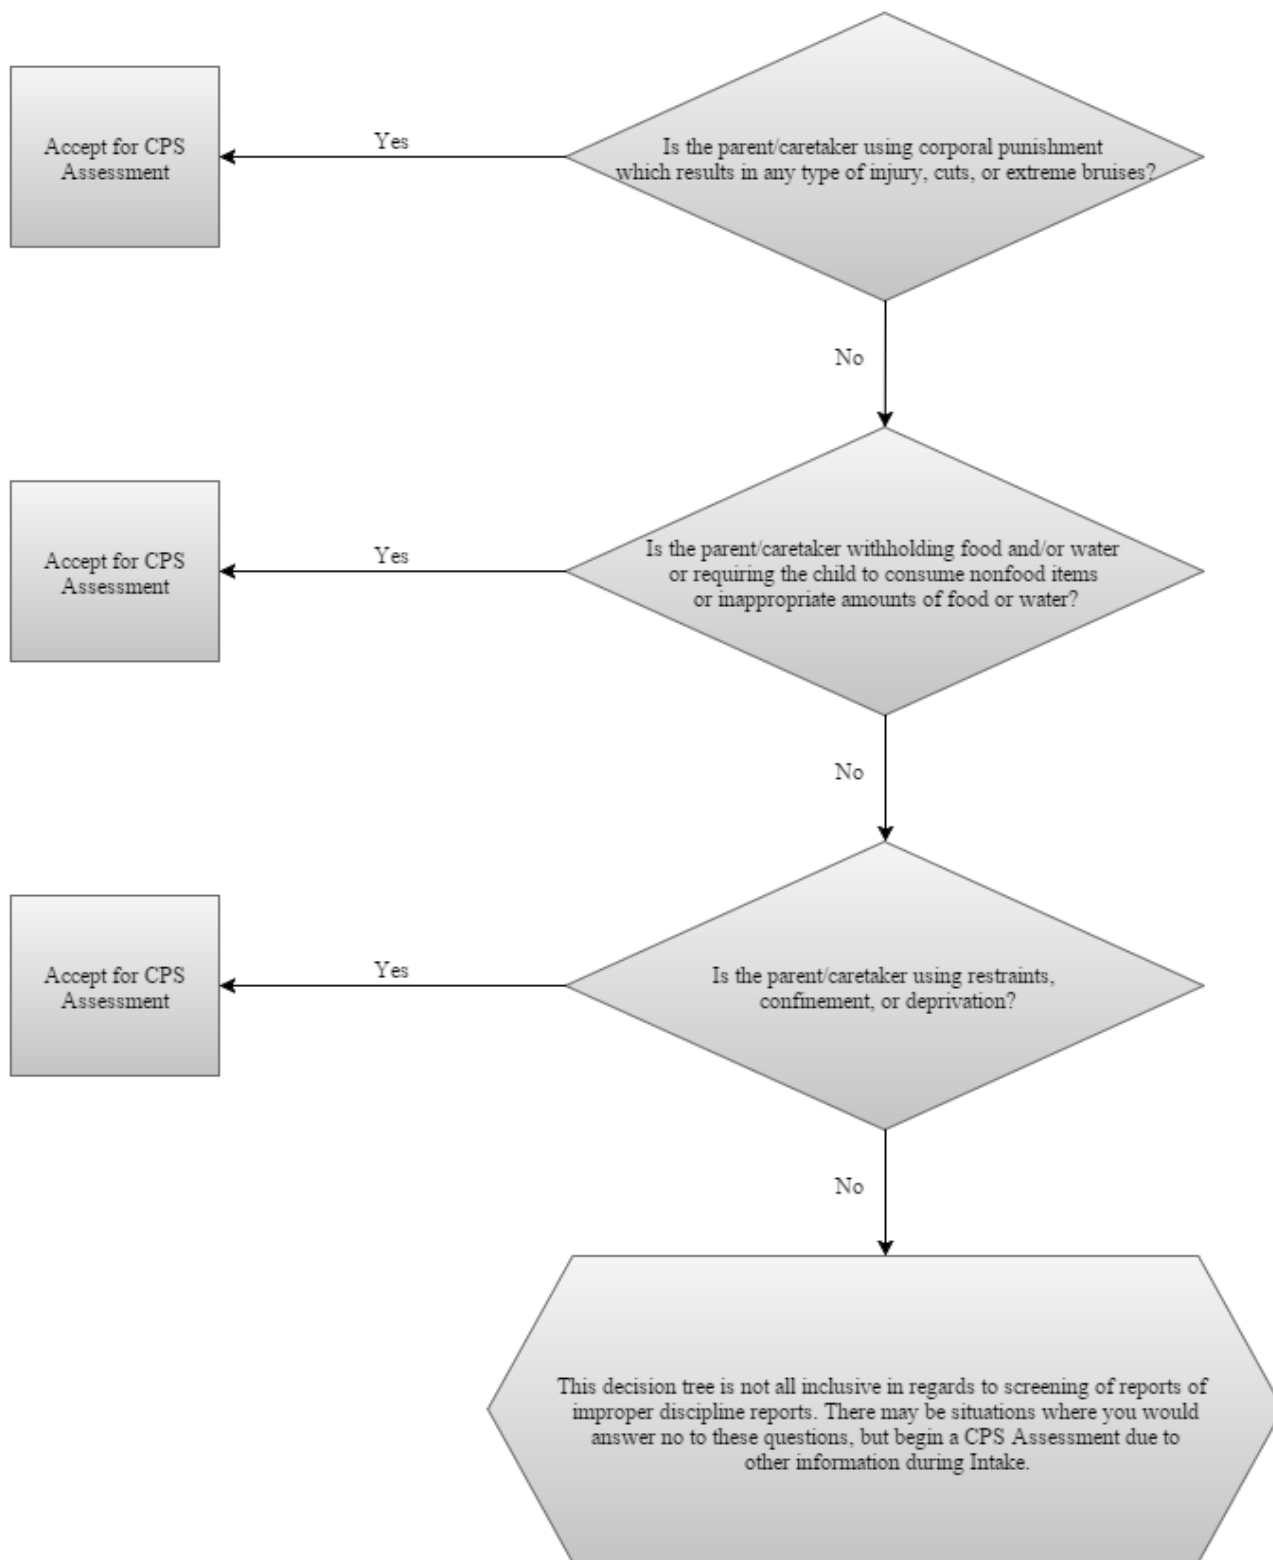 Is the parent/caretaker using corporal punishment
which results in any type of injury, cuts, or extreme bruises?
Yes
Accept for CPS
Assessment
No
Is the parent/caretaker withholding food and/or water
or requiring the child to consume nonfood items
or inappropriate amounts of food or water?
Yes
Accept for CPS
Assessment
No
Is the parent/caretaker using restraints,
confinement, or deprivation?
Yes
Accept for CPS
Assessment
No
This decision tree is not all inclusive in regards to screening of reports of
improper discipline reports. There may be situations where you would
answer no to these questions, but begin a CPS Assessment due to
other information during Intake.